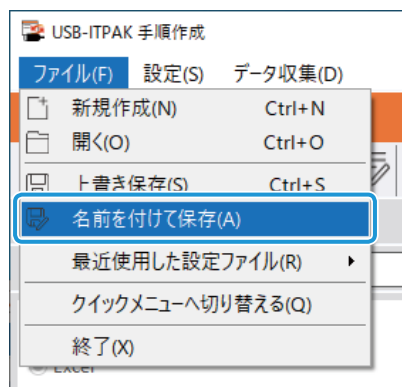 USB-ITPAK 手順作成
ファイル(F) 設定(S) データ収集(D)
新規作成(N) Ctrl+N
開く(O) Ctrl+O
上書き保存(S) Ctrl+S
名前を付けて保存(A)
最近使用した設定ファイル(R)
クイックメニューへ切り替える(Q)
終了(X)
Excel